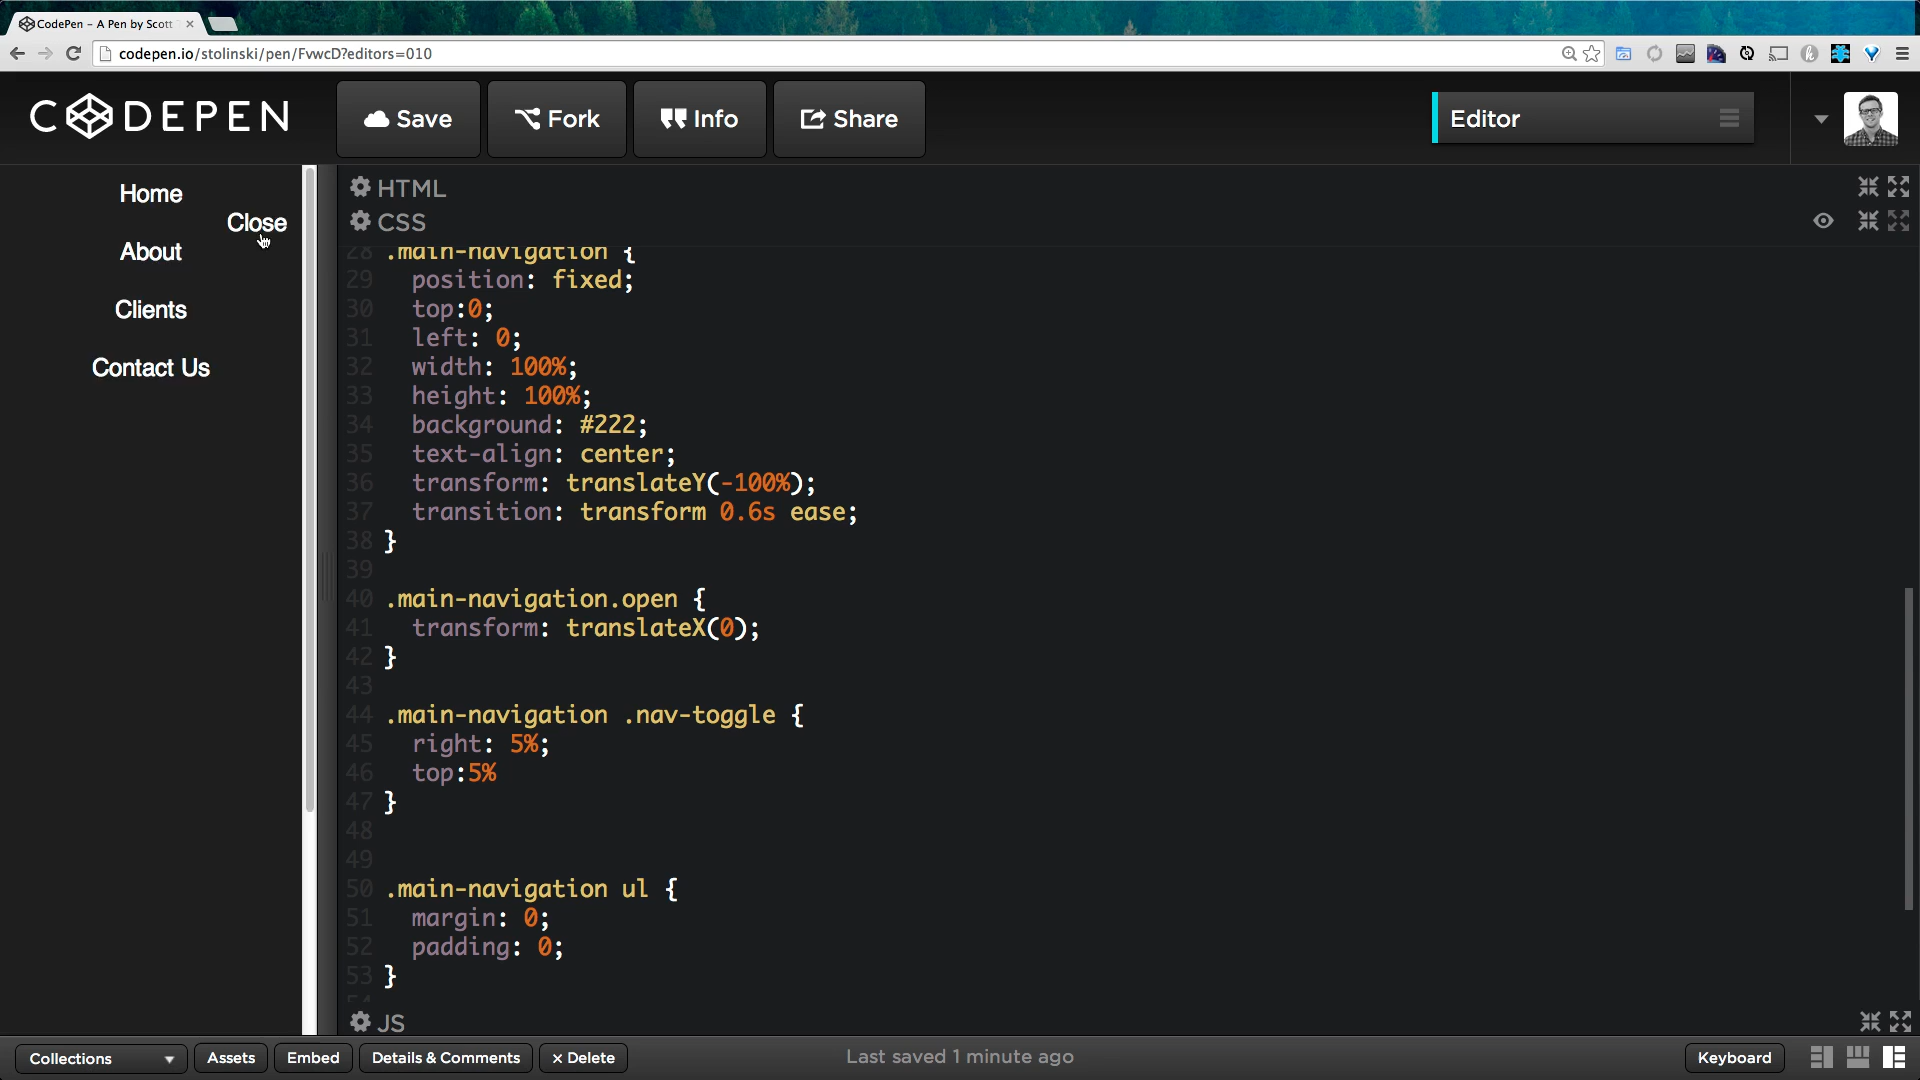 CodePen - A Pen by Scott
codepen.io/stolinski/pen/FvwcD?editors=010
CODEPEN
Save
Fork
Info
Share
Editor
Home
Close
About
Clients
Contact Us
HTML
CSS
28 .main-navigation {
29 position: fixed;
30 top:0;
31 left: 0;
32 width: 100%;
33 height: 100%;
34 background: #222;
35 text-align: center;
36 transform: translateY(-100%);
37 transition: transform 0.6s ease;
38 }
39
40 .main-navigation.open {
41 transform: translateX(0);
42 }
43
44 .main-navigation .nav-toggle {
45 right: 5%;
46 top:5%
47 }
48
49
50 .main-navigation ul {
51 margin: 0;
52 padding: 0;
53 }
54
JS
Collections
Assets
Embed
Details & Comments
x Delete
Last saved 1 minute ago
Keyboard